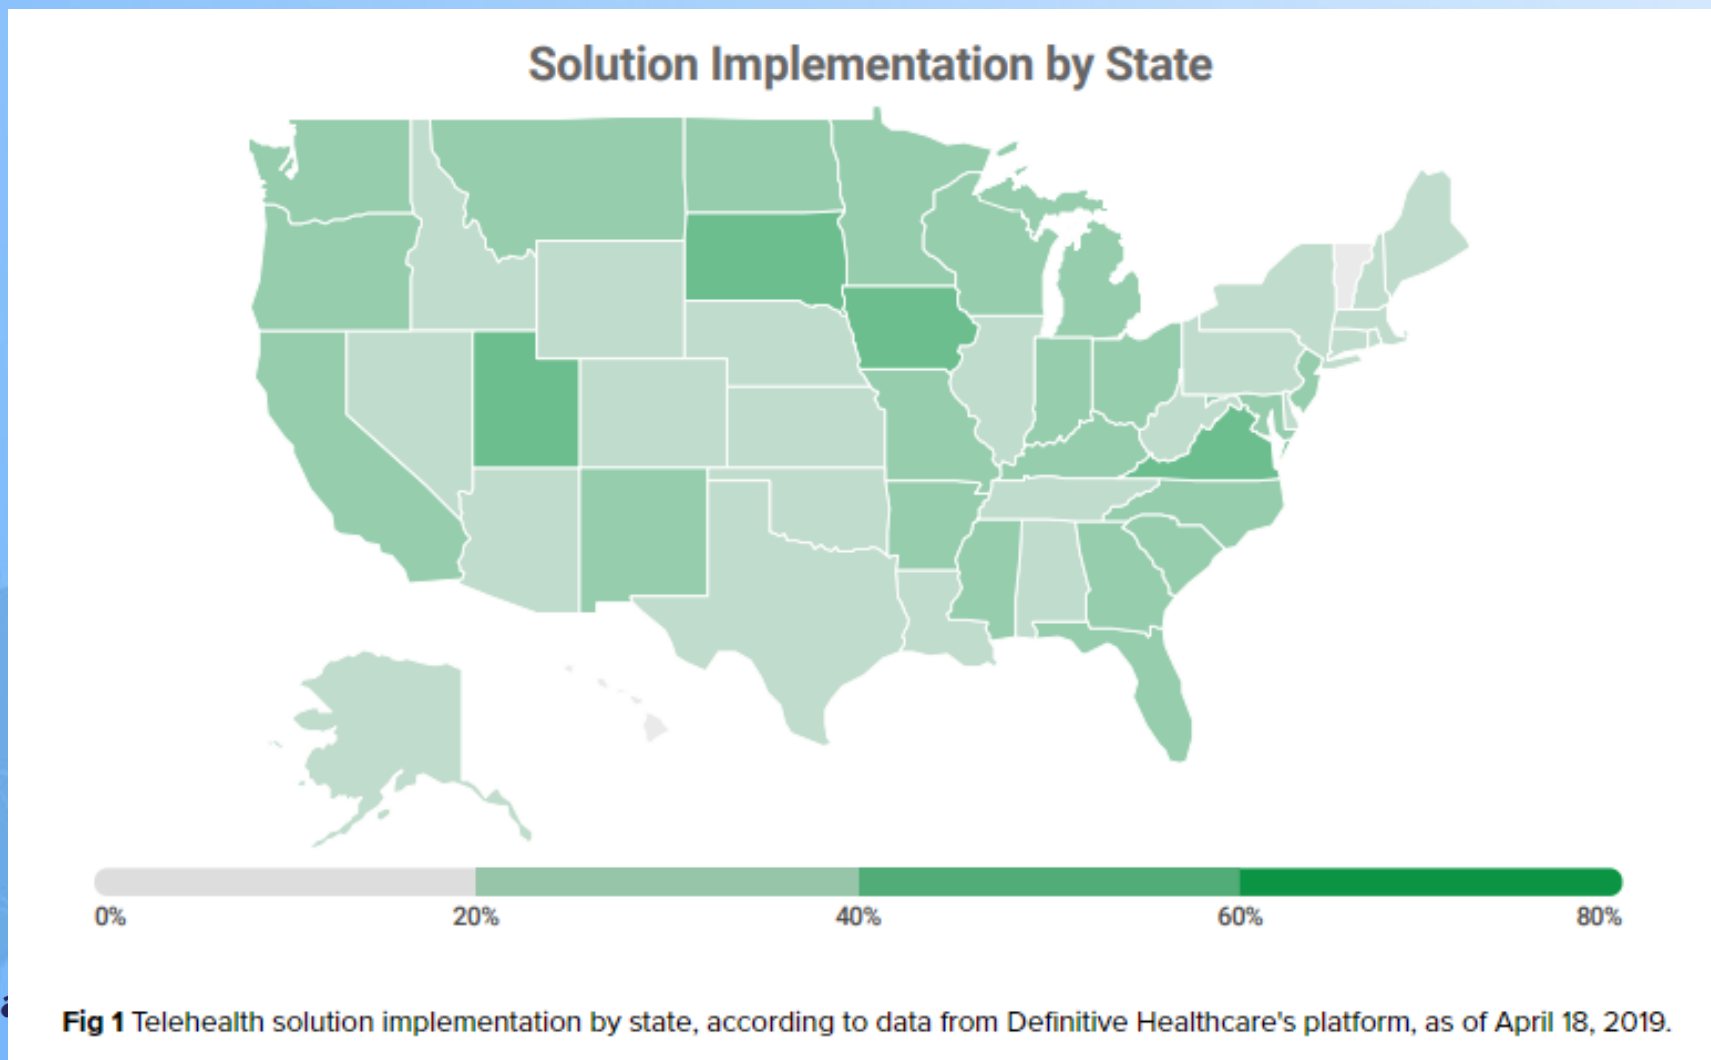 Solution Implementation by State
0% 20% 40% 60% 80%
Fig 1 Telehealth solution implementation by state, according to data from Definitive Healthcare's platform, as of April 18, 2019.